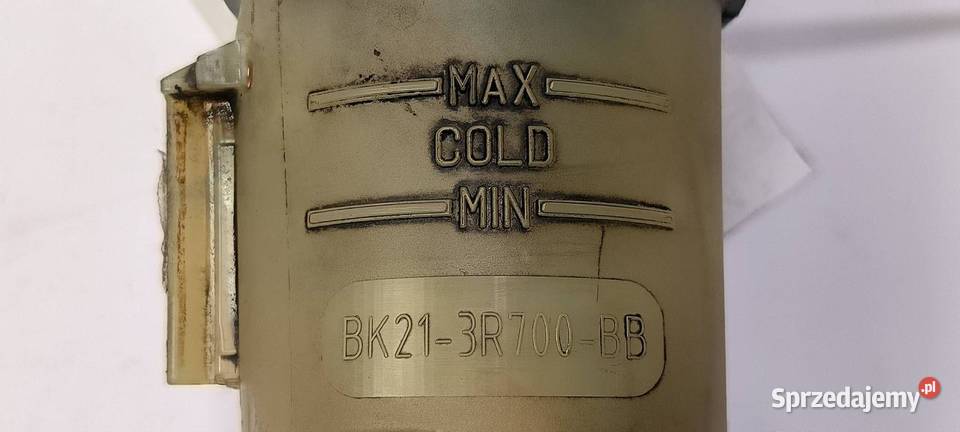 MAX
COLD
MIN
BK21-3R700-BB
Sprzedajemy.pl